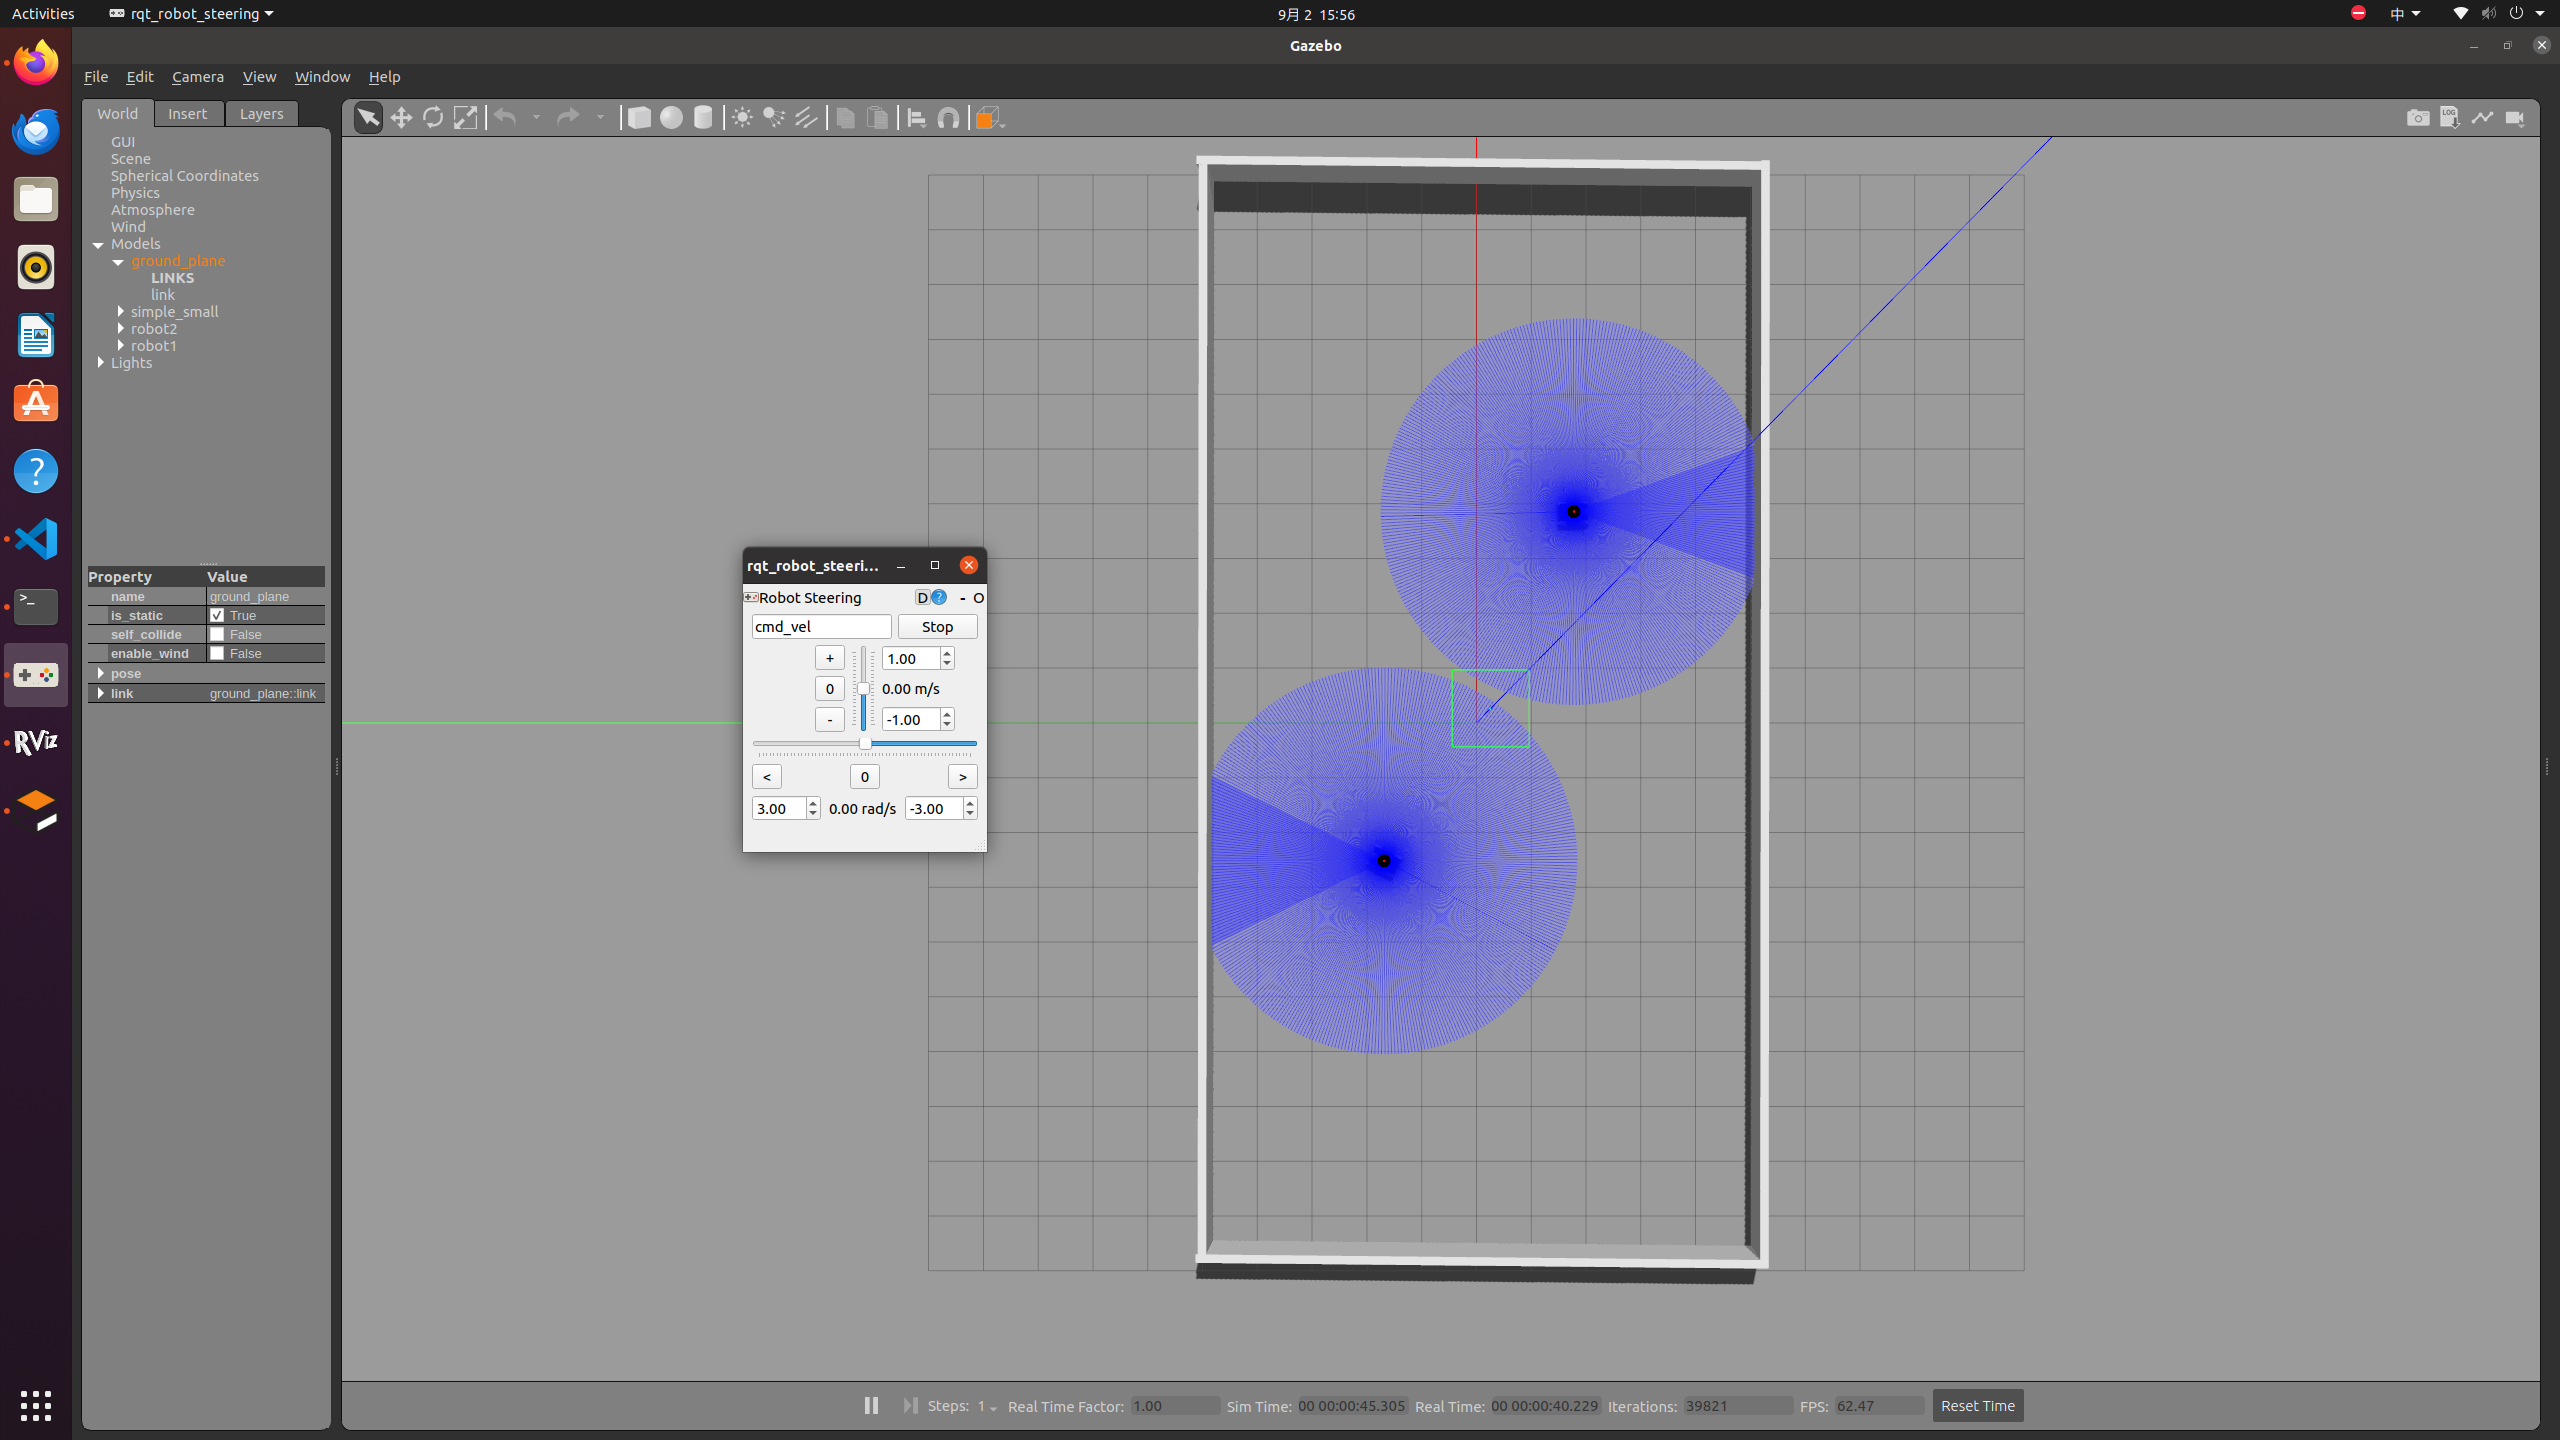 Activities rqt_robot_steering 9月 2 15:56 中
Gazebo
File Edit Camera View Window Help
World Insert Layers
GUI
Scene
Spherical Coordinates
Physics
Atmosphere
Wind
Models
ground_plane
LINKS
link
simple_small
robot2
robot1
Lights
Property Value
name ground_plane
is_static True
self_collide False
enable_wind False
pose
link ground_plane::link
LOG
rqt_robot_steeri...
Robot Steering D ? - O
cmd_vel Stop
+ 1.00
0 0.00 m/s
- -1.00
< 0 >
3.00 0.00 rad/s -3.00
RViz
Steps: 1 Real Time Factor: 1.00 Sim Time: 00 00:00:45.305 Real Time: 00 00:00:40.229 Iterations: 39821 FPS: 62.47 Reset Time